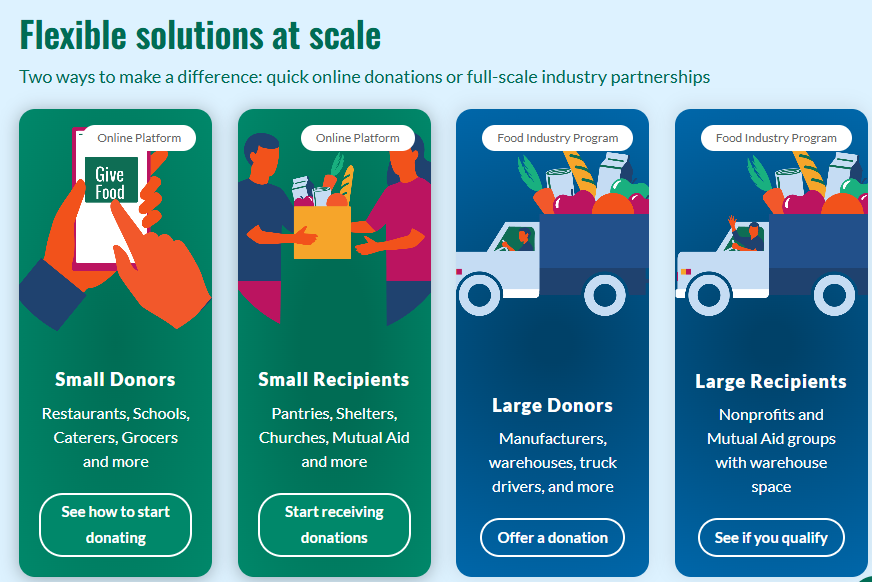 Flexible solutions at scale
Two ways to make a difference: quick online donations or full-scale industry partnerships
Online Platform
Give
Food
Small Donors
Restaurants, Schools,
Caterers, Grocers
and more
See how to start
donating
Online Platform
Small Recipients
Pantries, Shelters,
Churches, Mutual Aid
and more
Start receiving
donations
Food Industry Program
Large Donors
Manufacturers,
warehouses, truck
drivers, and more
Offer a donation
Food Industry Program
Large Recipients
Nonprofits and
Mutual Aid groups
with warehouse
space
See if you qualify